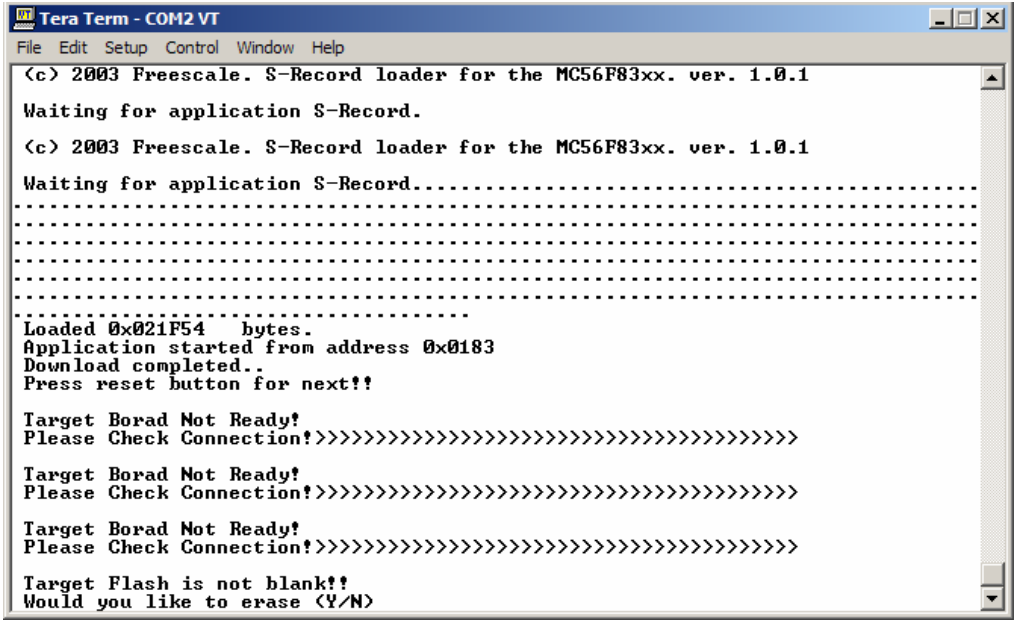 Tera Term - COM2 VT
File Edit Setup Control Window Help
(c) 2003 Freescale. S-Record loader for the MC56F83xx. ver. 1.0.1
Waiting for application S-Record.
(c) 2003 Freescale. S-Record loader for the MC56F83xx. ver. 1.0.1
Waiting for application S-Record...............................................
................................................................................
................................................................................
................................................................................
................................................................................
................................................................................
................................................................................
......................................
Loaded 0x021F54 bytes.
Application started from address 0x0183
Download completed..
Press reset button for next!!
Target Borad Not Ready!
Please Check Connection!>>>>>>>>>>>>>>>>>>>>>>>>>>>>>>>>>>>>>>>>
Target Borad Not Ready!
Please Check Connection!>>>>>>>>>>>>>>>>>>>>>>>>>>>>>>>>>>>>>>>>
Target Borad Not Ready!
Please Check Connection!>>>>>>>>>>>>>>>>>>>>>>>>>>>>>>>>>>>>>>>>
Target Flash is not blank!!
Would you like to erase (Y/N)